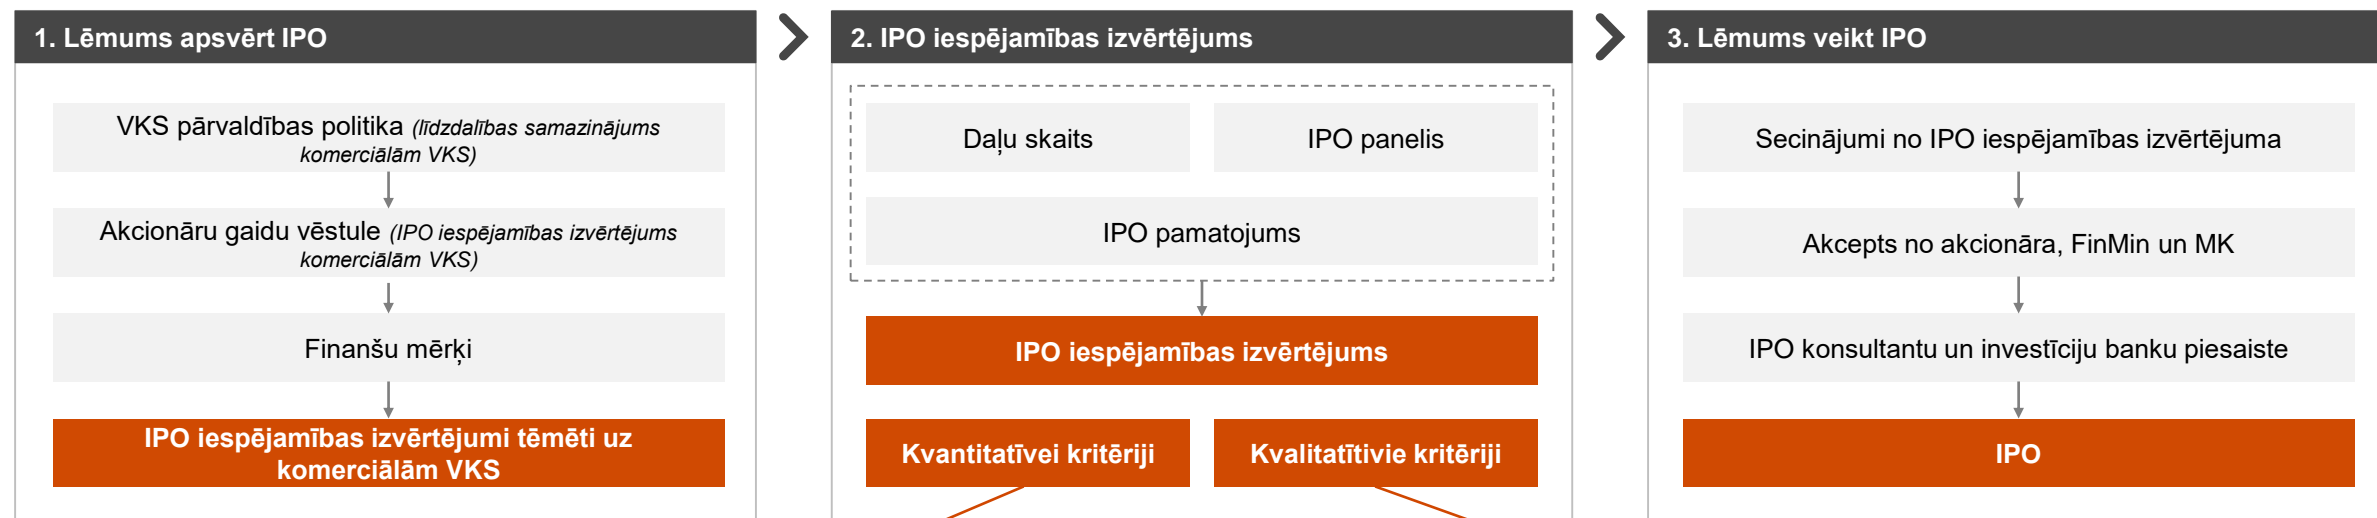 1. Lēmums apsvērt IPO
VKS pārvaldības politika (līdzdalības samazinājums
komerciālām VKS)
Akcionāru gaidu vēstule (IPO iespējamības izvērtējums
komerciālām VKS)
Finanšu mērķi
IPO iespējamības izvērtējumi tēmēti uz
komerciālām VKS
2. IPO iespējamības izvērtējums
Daļu skaits
IPO panelis
IPO pamatojums
IPO iespējamības izvērtējums
Kvantitatīvei kritēriji
Kvalitatītivie kritēriji
3. Lēmums veikt IPO
Secinājumi no IPO iespējamības izvērtējuma
Akcepts no akcionāra, FinMin un MK
IPO konsultantu un investīciju banku piesaiste
IPO